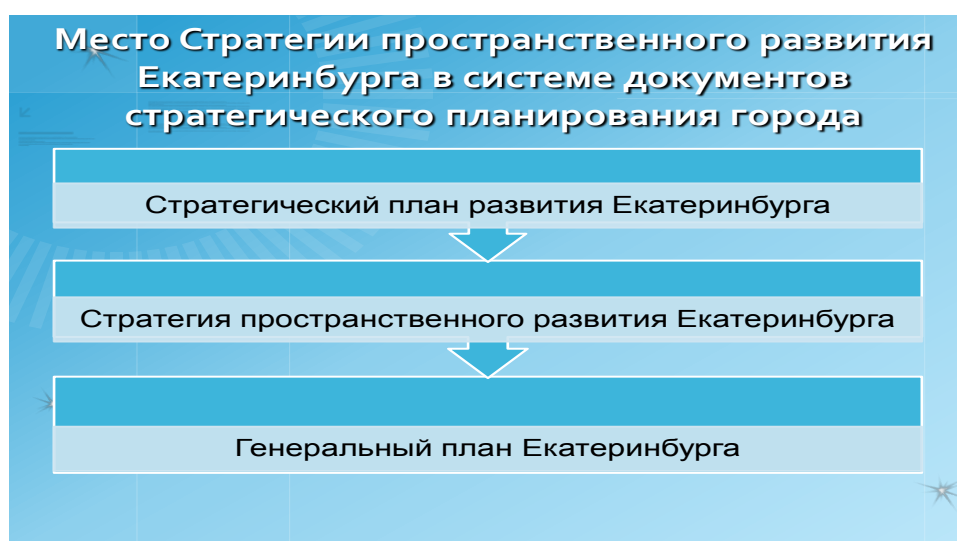 Место Стратегии пространственного развития
Екатеринбурга в системе документов
стратегического планирования города
Стратегический план развития Екатеринбурга
Стратегия пространственного развития Екатеринбурга
Генеральный план Екатеринбурга